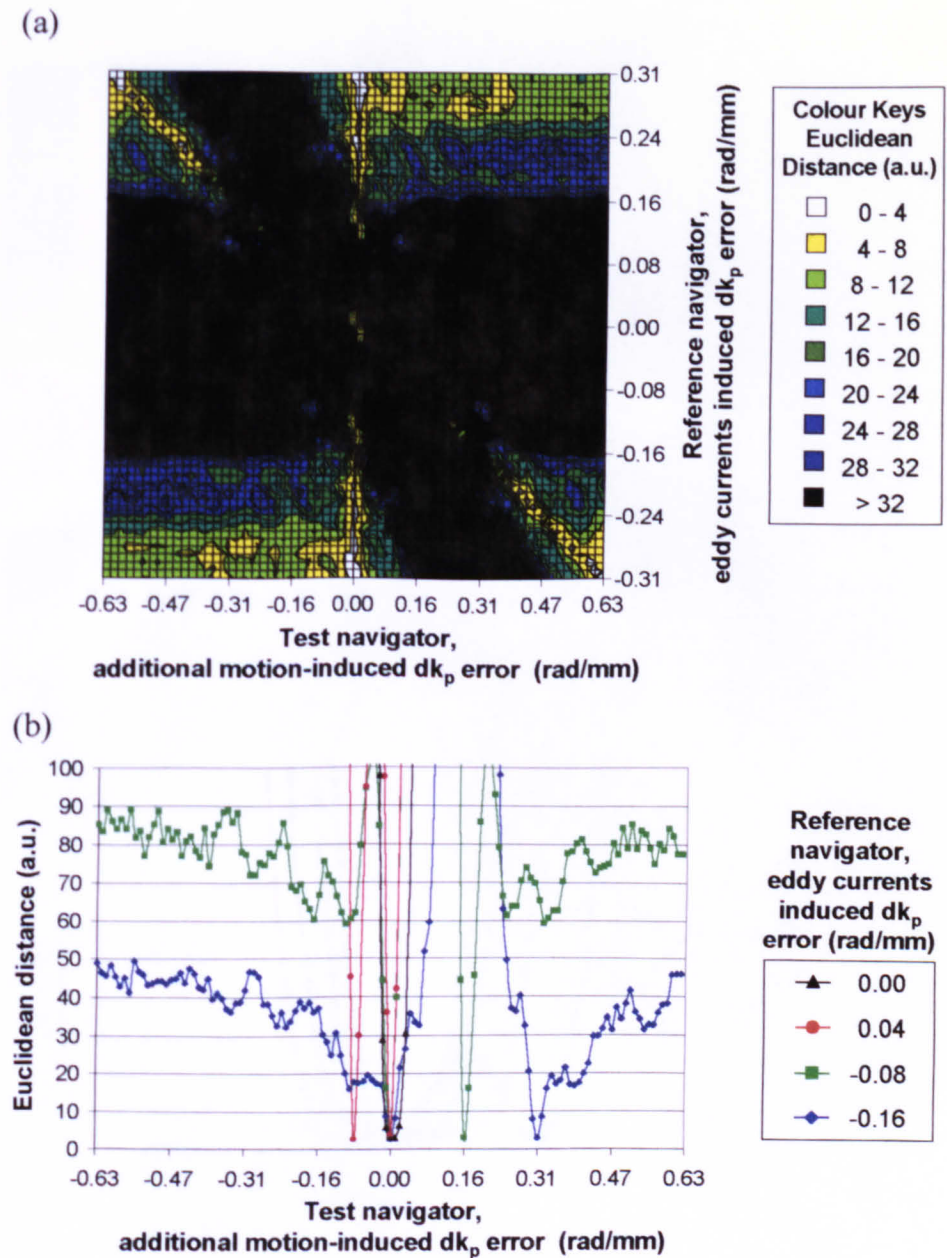 (a)
0.31
0.24
0.16
0.08
0.00
-0.08
-0.16
-0.24
-0.31
Reference navigator,
eddy currents induced dkp error (rad/mm)
-0.63 -0.47 -0.31 -0.16 0.00 0.16 0.31 0.47 0.63
Test navigator,
additional motion-induced dkp error (rad/mm)
Colour Keys
Euclidean
Distance (a.u.)
0 - 4
4 - 8
8 - 12
12 - 16
16 - 20
20 - 24
24 - 28
28 - 32
> 32
(b)
Euclidean distance (a.u.)
100
90
80
70
60
50
40
30
20
10
0
-0.63 -0.47 -0.31 -0.16 0.00 0.16 0.31 0.47 0.63
Test navigator,
additional motion-induced dkp error (rad/mm)
Reference
navigator,
eddy currents
induced dkp
error (rad/mm)
0.00
0.04
-0.08
-0.16